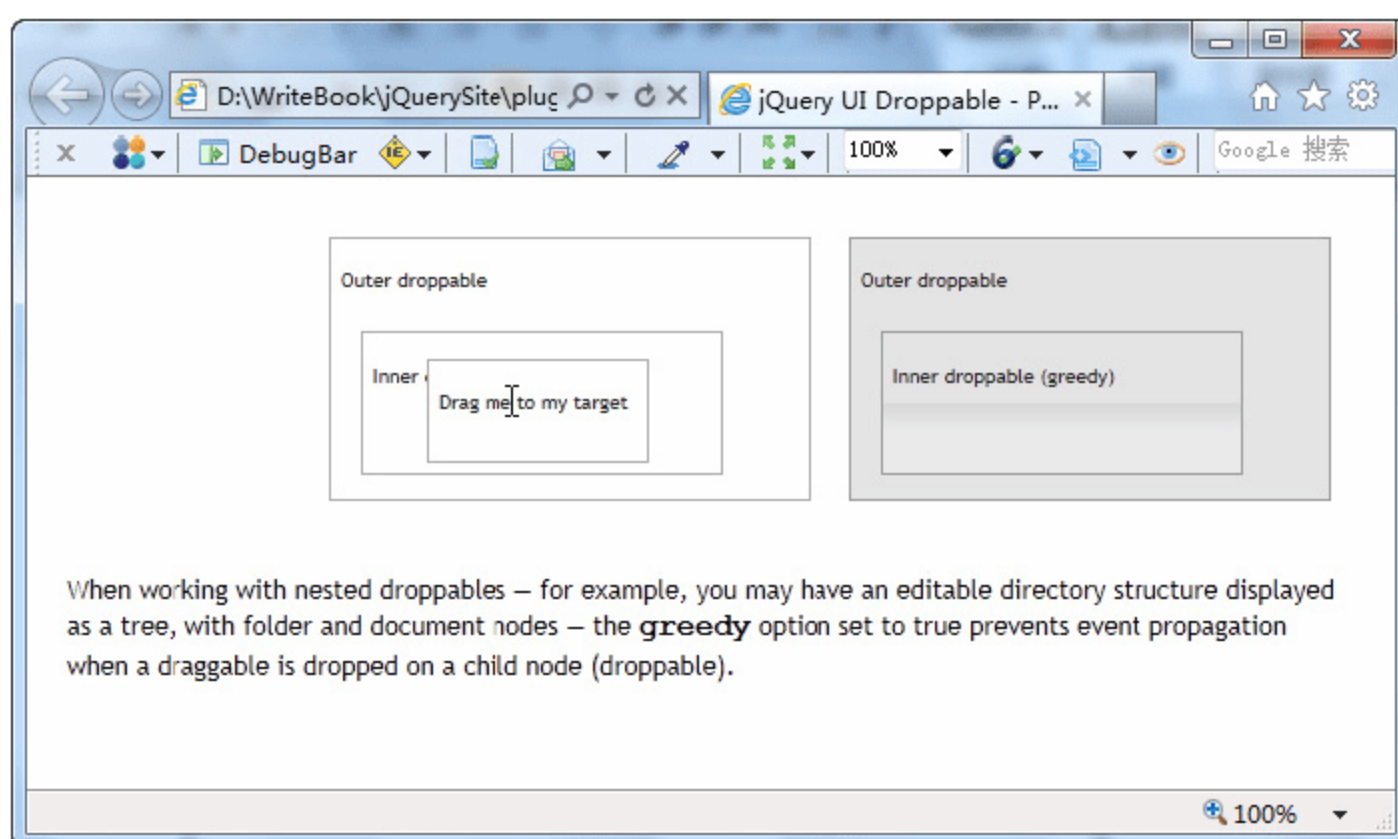 D:\WriteBook\jQuerySite\plug
jQuery UI Droppable - P...
DebugBar
100%
Google 搜索
Outer droppable
Outer droppable
Inner
Drag me to my target
Inner droppable (greedy)
When working with nested droppables – for example, you may have an editable directory structure displayed
as a tree, with folder and document nodes – the greedy option set to true prevents event propagation
when a draggable is dropped on a child node (droppable).
100%